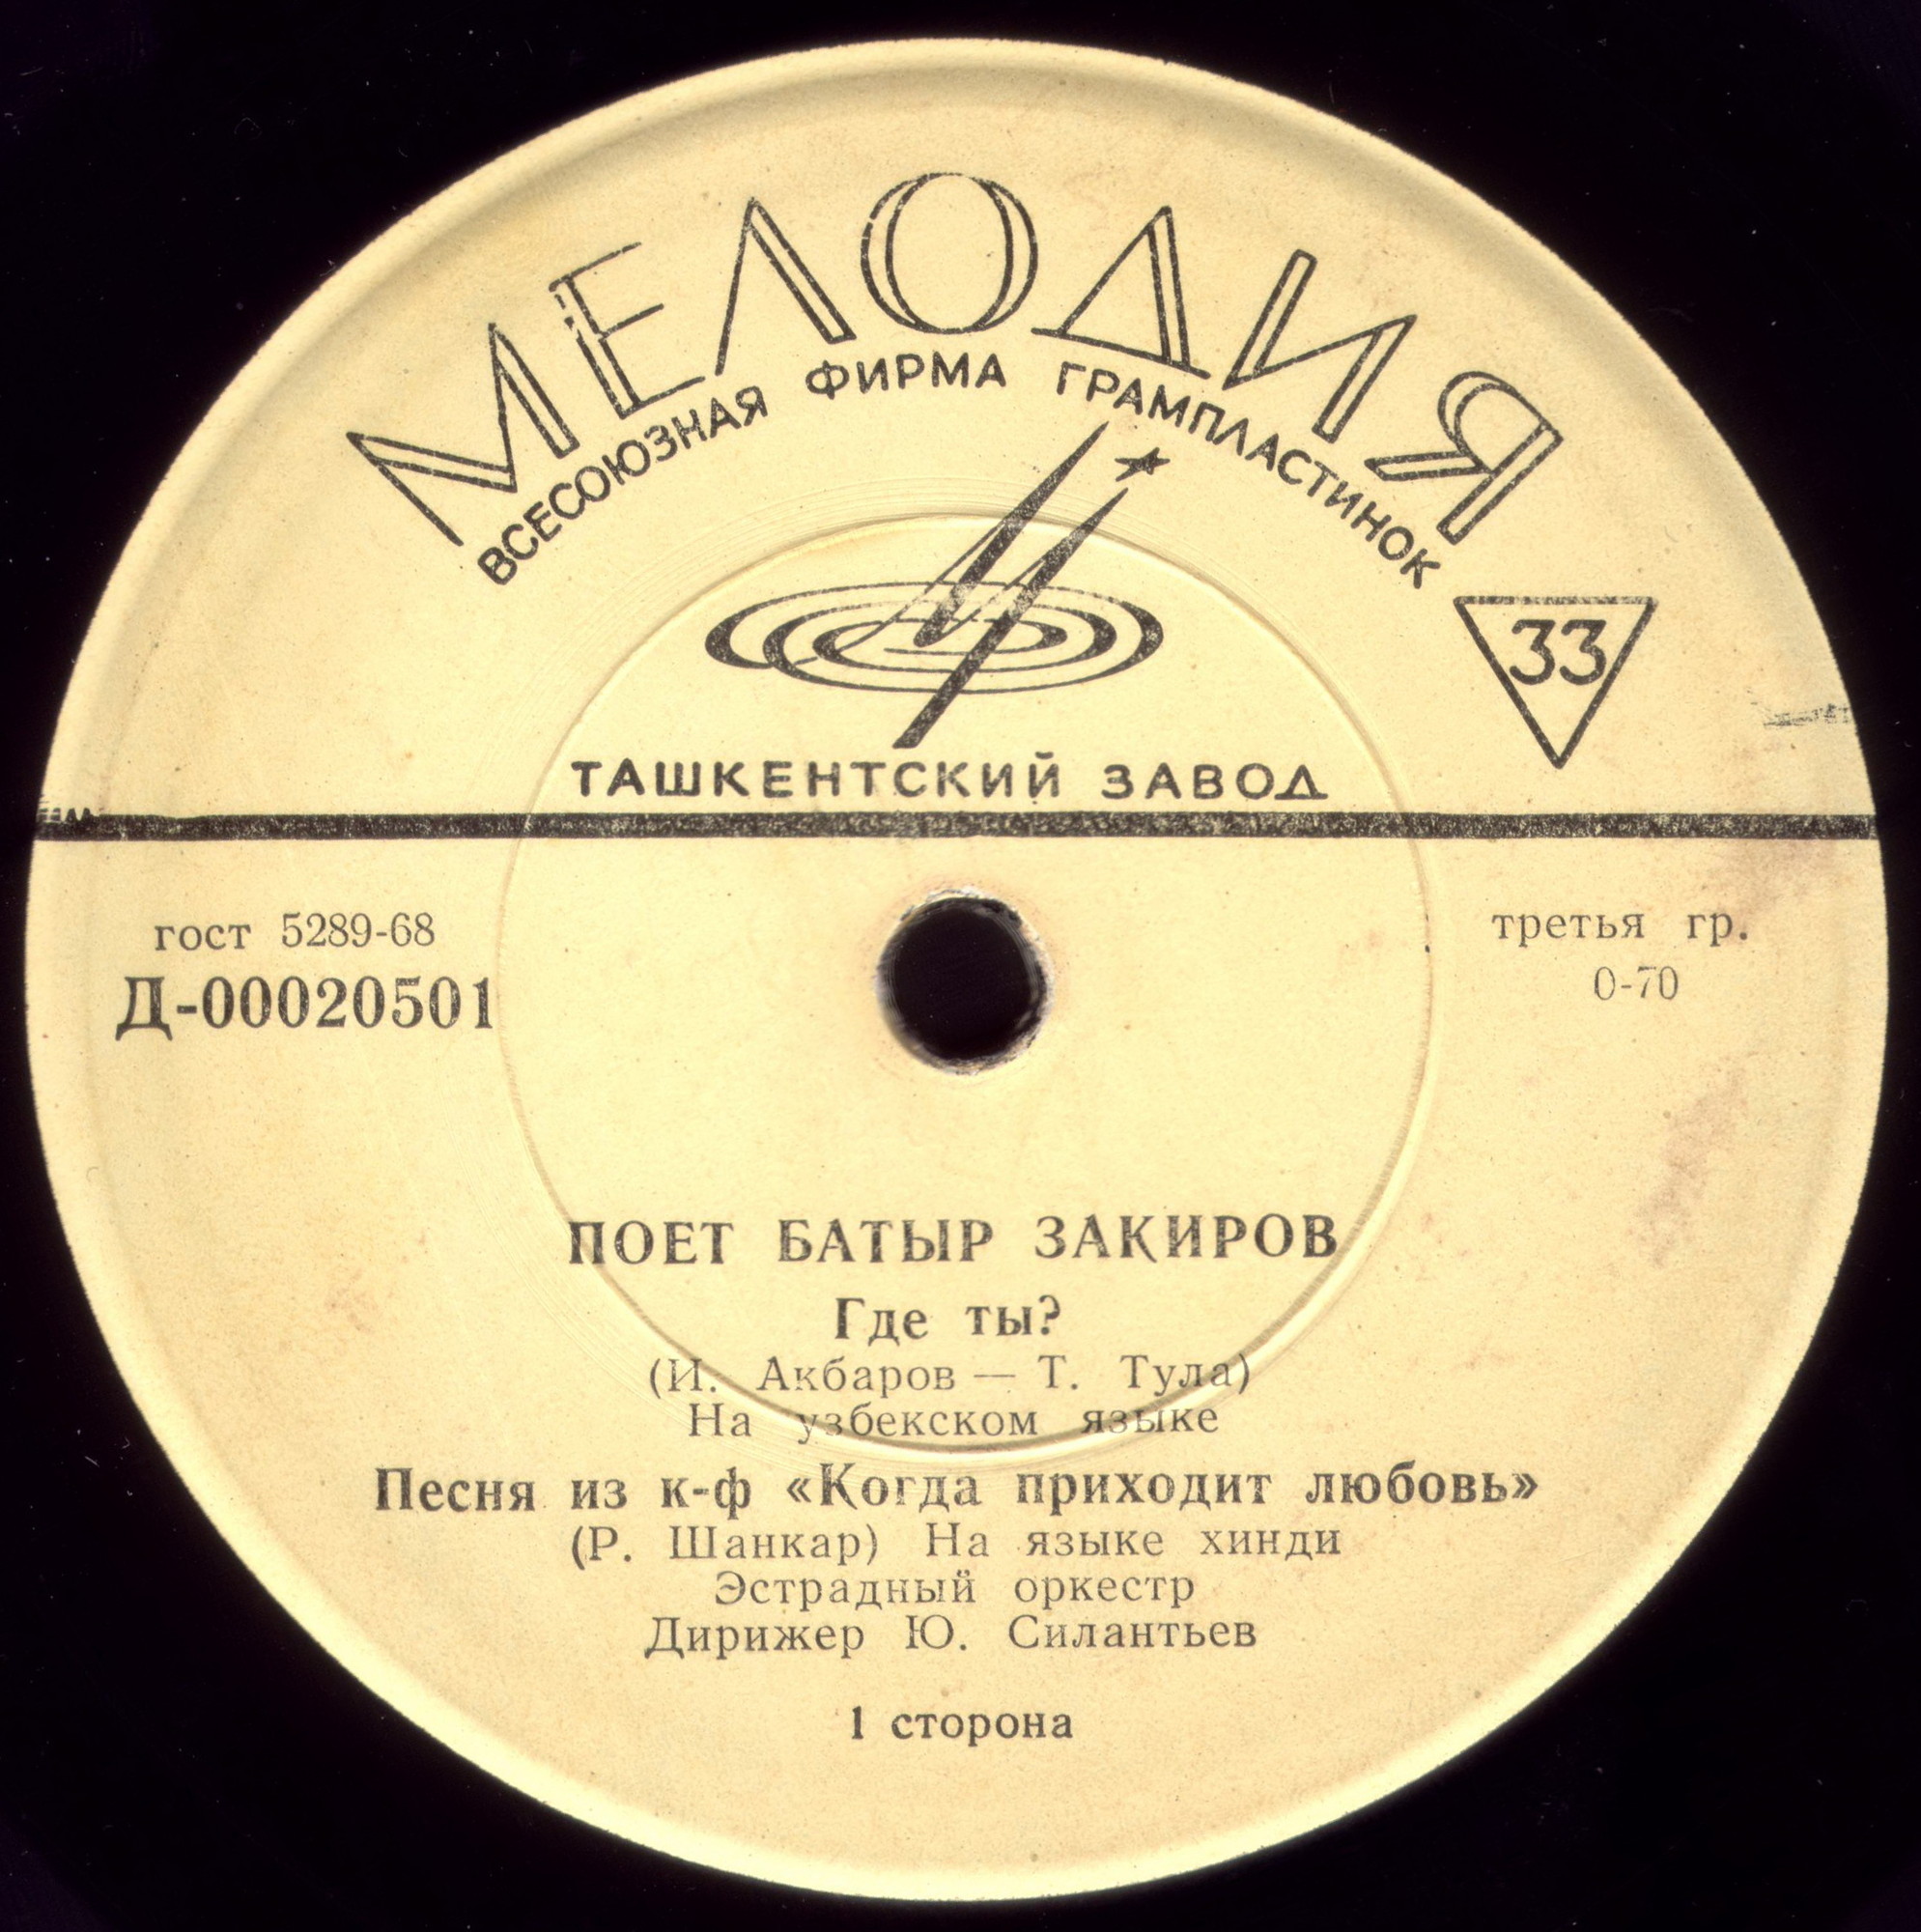 МЕЛОДИЯ
ВСЕСОЮЗНАЯ ФИРМА ГРАМПЛАСТИНОК
33
ТАШКЕНТСКИЙ ЗАВОД
гост 5289-68
Д-00020501
третья гр.
0-70
ПОЕТ БАТЫР ЗАКИРОВ
Где ты?
(И. Акбаров — Т. Тула)
На узбекском языке
Песня из к-ф «Когда приходит любовь»
(Р. Шанкар) На языке хинди
Эстрадный оркестр
Дирижер Ю. Силантьев
1 сторона